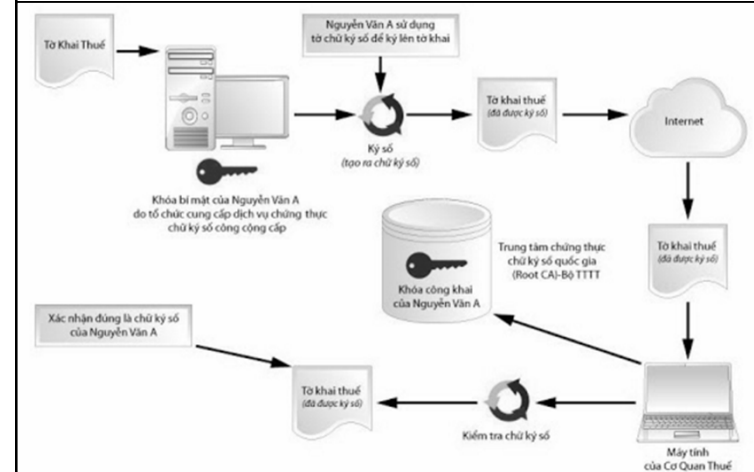 Tờ Khai Thuế
Nguyễn Văn A sử dụng
tờ chữ ký số để ký lên tờ khai
Ký số
(tạo ra chữ ký số)
Tờ khai thuế
(đã được ký số)
Internet
Khóa bí mật của Nguyễn Văn A
do tổ chức cung cấp dịch vụ chứng thực
chữ ký số công cộng cấp
Khóa công khai
của Nguyễn Văn A
Trung tâm chứng thực
chữ ký số quốc gia
(Root CA)-Bộ TTTT
Tờ khai thuế
(đã được ký số)
Xác nhận đúng là chữ ký số
của Nguyễn Văn A
Tờ khai thuế
(đã được ký số)
Kiểm tra chữ ký số
Máy tính
của Cơ Quan Thuế